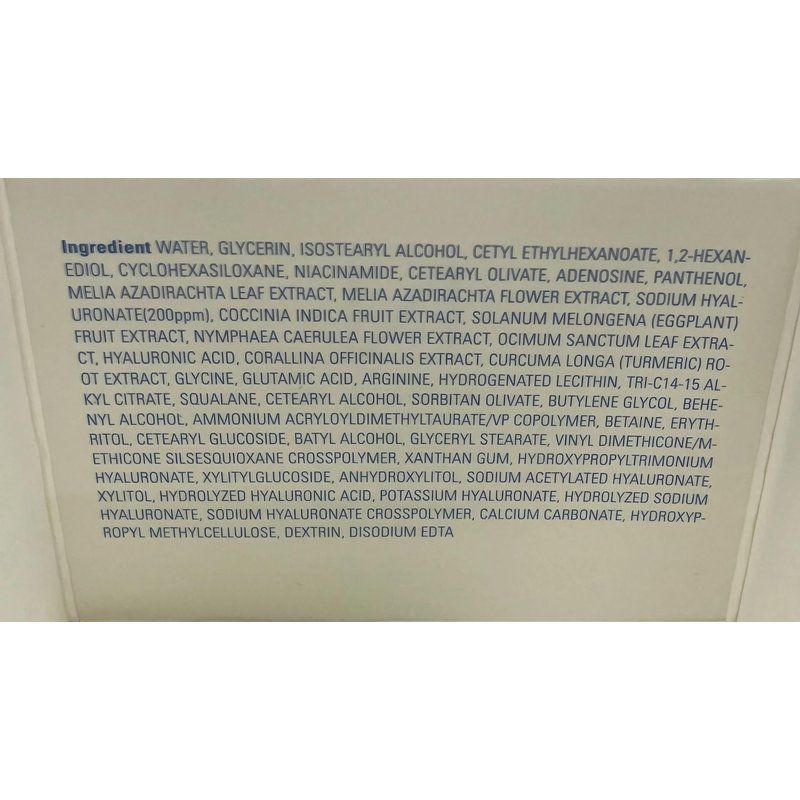 Ingredient WATER, GLYCERIN, ISOSTEARYL ALCOHOL, CETYL ETHYLHEXANOATE, 1,2-HEXAN-
EDIOL, CYCLOHEXASILOXANE, NIACINAMIDE, CETEARYL OLIVATE, ADENOSINE, PANTHENOL,
MELIA AZADIRACHTA LEAF EXTRACT, MELIA AZADIRACHTA FLOWER EXTRACT, SODIUM HYAL-
URONATE(200ppm), COCCINIA INDICA FRUIT EXTRACT, SOLANUM MELONGENA (EGGPLANT)
FRUIT EXTRACT, NYMPHAEA CAERULEA FLOWER EXTRACT, OCIMUM SANCTUM LEAF EXTRA-
CT, HYALURONIC ACID, CORALLINA OFFICINALIS EXTRACT, CURCUMA LONGA (TURMERIC) RO-
OT EXTRACT, GLYCINE, GLUTAMIC ACID, ARGININE, HYDROGENATED LECITHIN, TRI-C14-15 AL-
KYL CITRATE, SQUALANE, CETEARYL ALCOHOL, SORBITAN OLIVATE, BUTYLENE GLYCOL, BEHE-
NYL ALCOHOL, AMMONIUM ACRYLOYLDIMETHYLTAURATE/VP COPOLYMER, BETAINE, ERYTH-
RITOL, CETEARYL GLUCOSIDE, BATYL ALCOHOL, GLYCERYL STEARATE, VINYL DIMETHICONE/M-
ETHICONE SILSESQUIOXANE CROSSPOLYMER, XANTHAN GUM, HYDROXYPROPYLTRIMONIUM
HYALURONATE, XYLITYLGLUCOSIDE, ANHYDROXYLITOL, SODIUM ACETYLATED HYALURONATE,
XYLITOL, HYDROLYZED HYALURONIC ACID, POTASSIUM HYALURONATE, HYDROLYZED SODIUM
HYALURONATE, SODIUM HYALURONATE CROSSPOLYMER, CALCIUM CARBONATE, HYDROXYP-
ROPYL METHYLCELLULOSE, DEXTRIN, DISODIUM EDTA